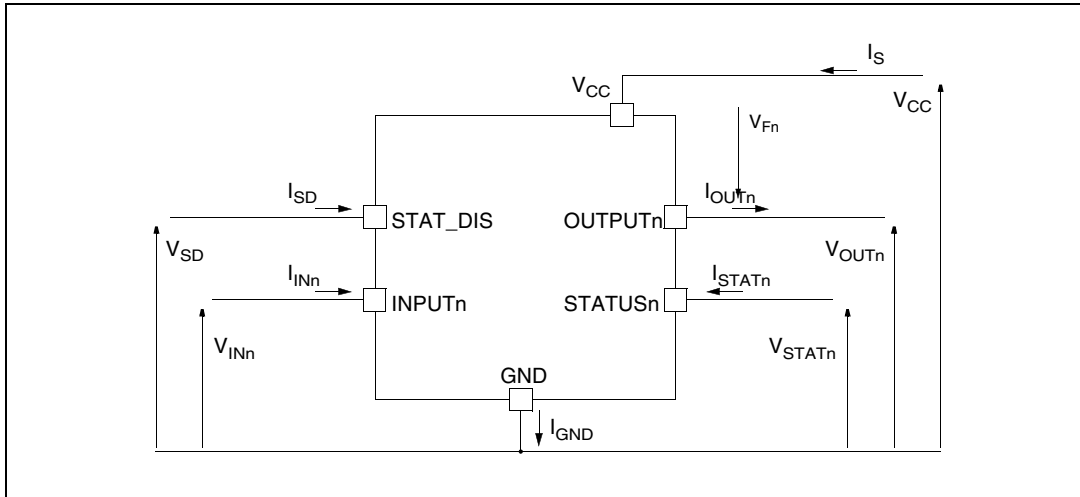 I_S
V_CC
V_CC
V_Fn
I_SD
I_OUTn
STAT_DIS
OUTPUTn
V_SD
V_OUTn
I_INn
I_STATn
INPUTn
STATUSn
V_INn
V_STATn
GND
I_GND